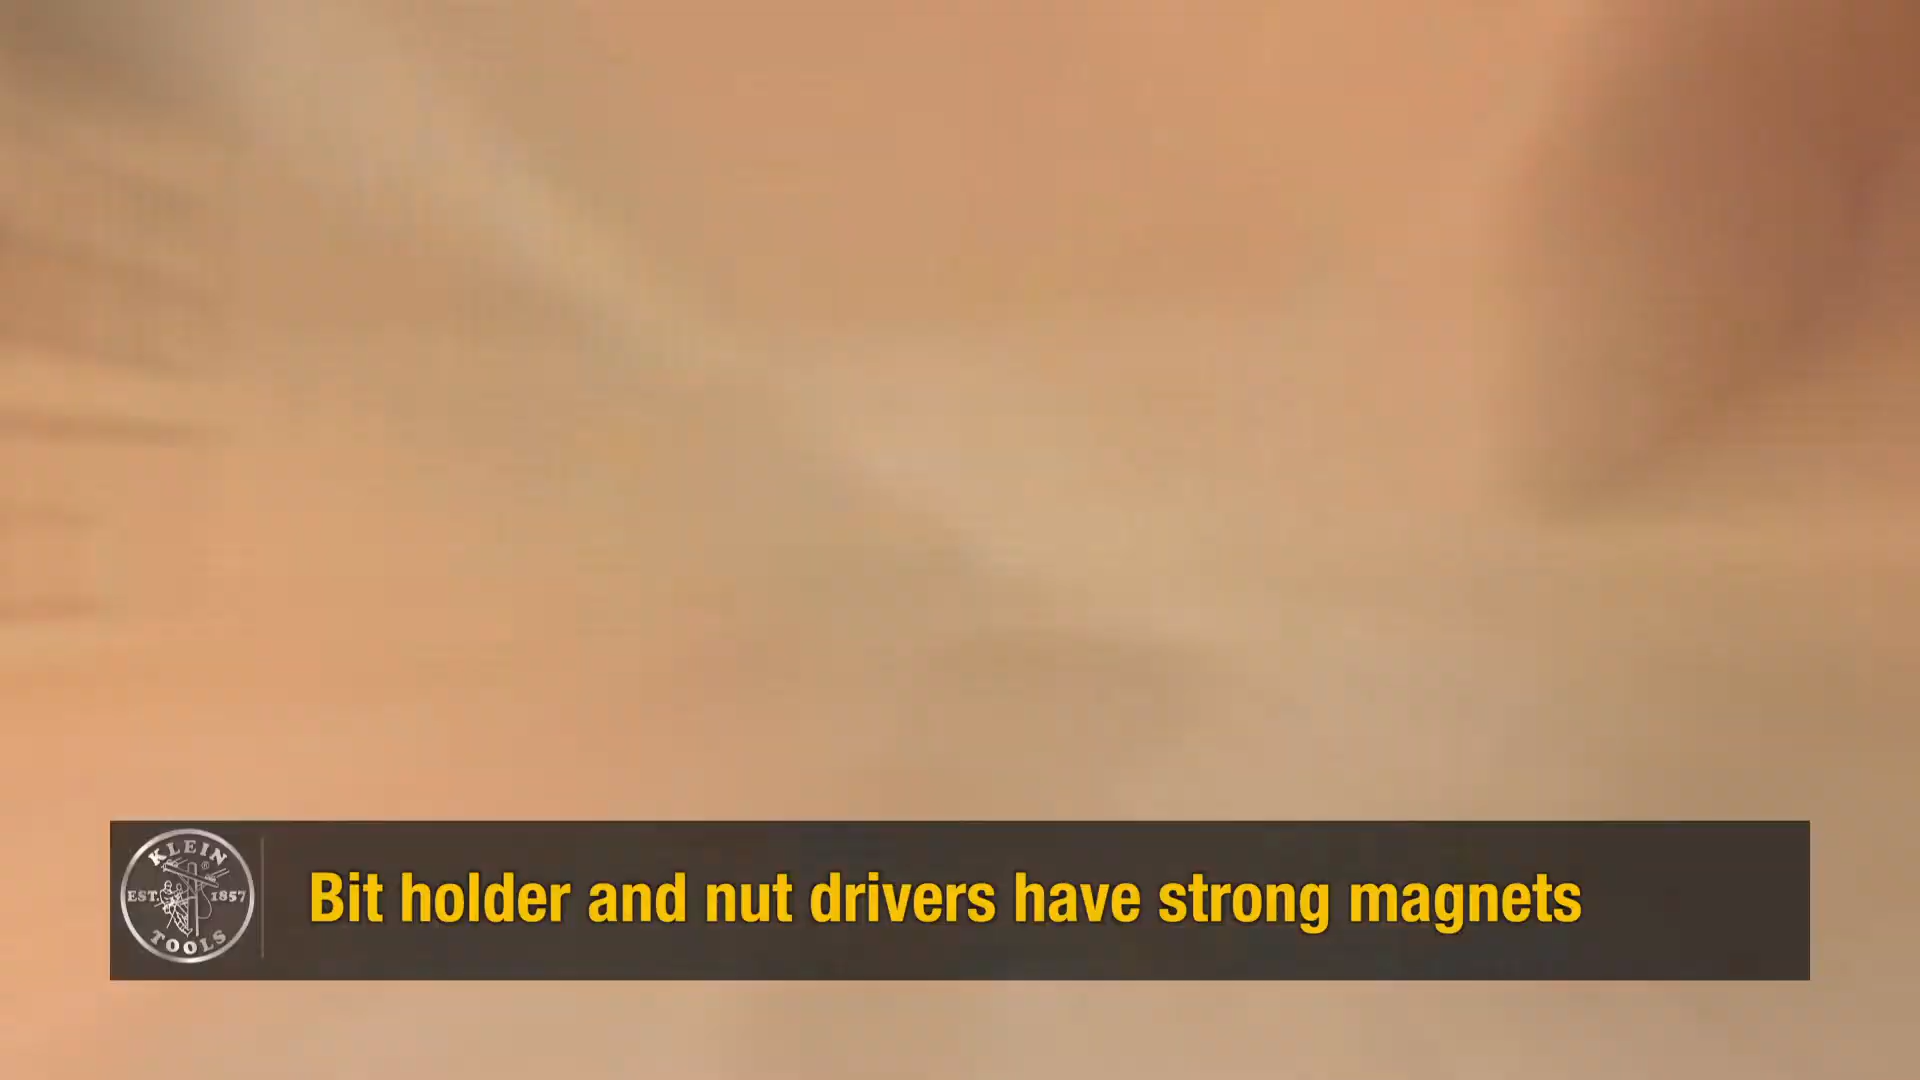 KLEIN
®
EST. 1857
TOOLS
Bit holder and nut drivers have strong magnets